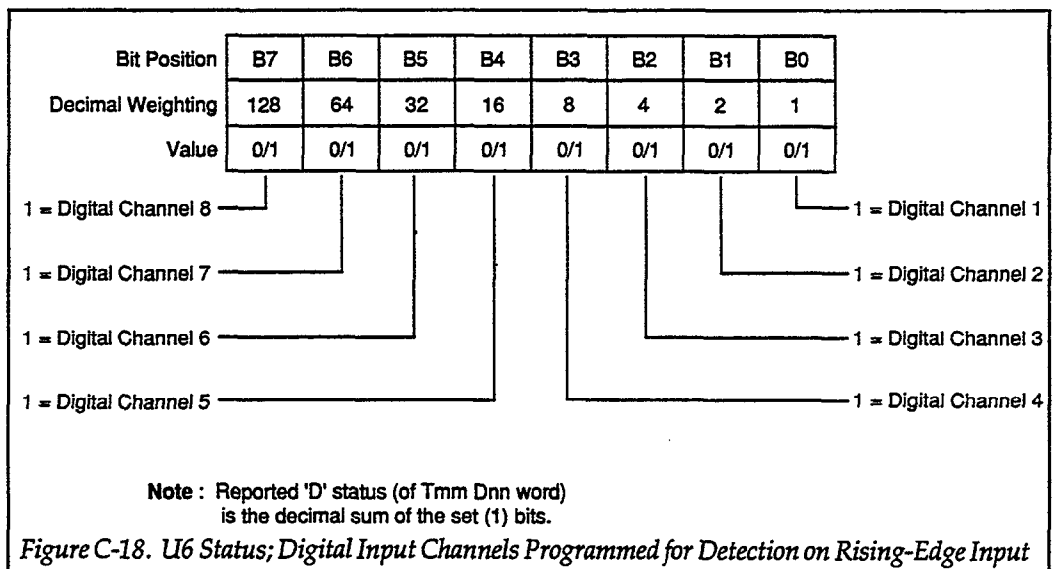 Bit Position B7 B6 B5 B4 B3 B2 B1 B0
Decimal Weighting 128 64 32 16 8 4 2 1
Value 0/1 0/1 0/1 0/1 0/1 0/1 0/1 0/1
1 = Digital Channel 8 1 = Digital Channel 1
1 = Digital Channel 7 1 = Digital Channel 2
1 = Digital Channel 6 1 = Digital Channel 3
1 = Digital Channel 5 1 = Digital Channel 4
Note : Reported 'D' status (of Tmm Dnn word)
is the decimal sum of the set (1) bits.
Figure C-18. U6 Status; Digital Input Channels Programmed for Detection on Rising-Edge Input